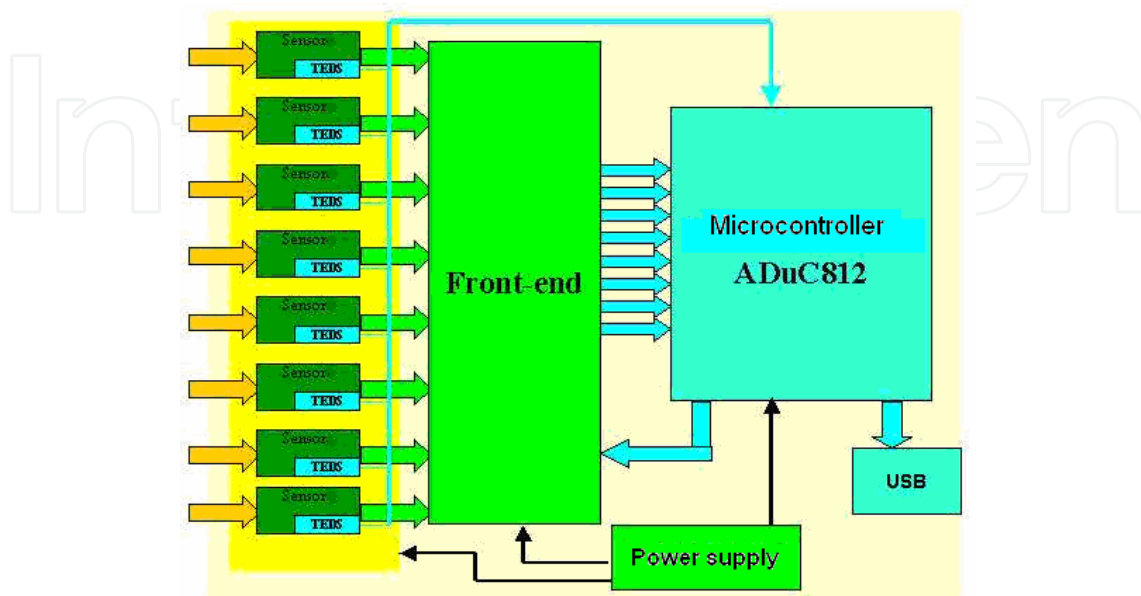 Sensor
TEDS
Sensor
TEDS
Sensor
TEDS
Sensor
TEDS
Sensor
TEDS
Sensor
TEDS
Sensor
TEDS
Sensor
TEDS
Front-end
Microcontroller
ADuC812
USB
Power supply